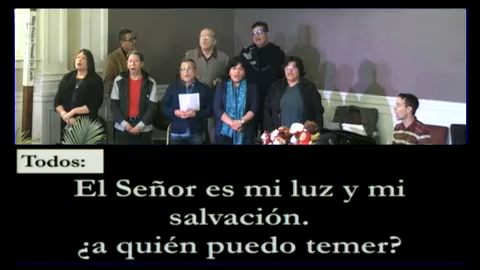 Todos:
El Señor es mi luz y mi
salvación.
¿a quién puedo temer?